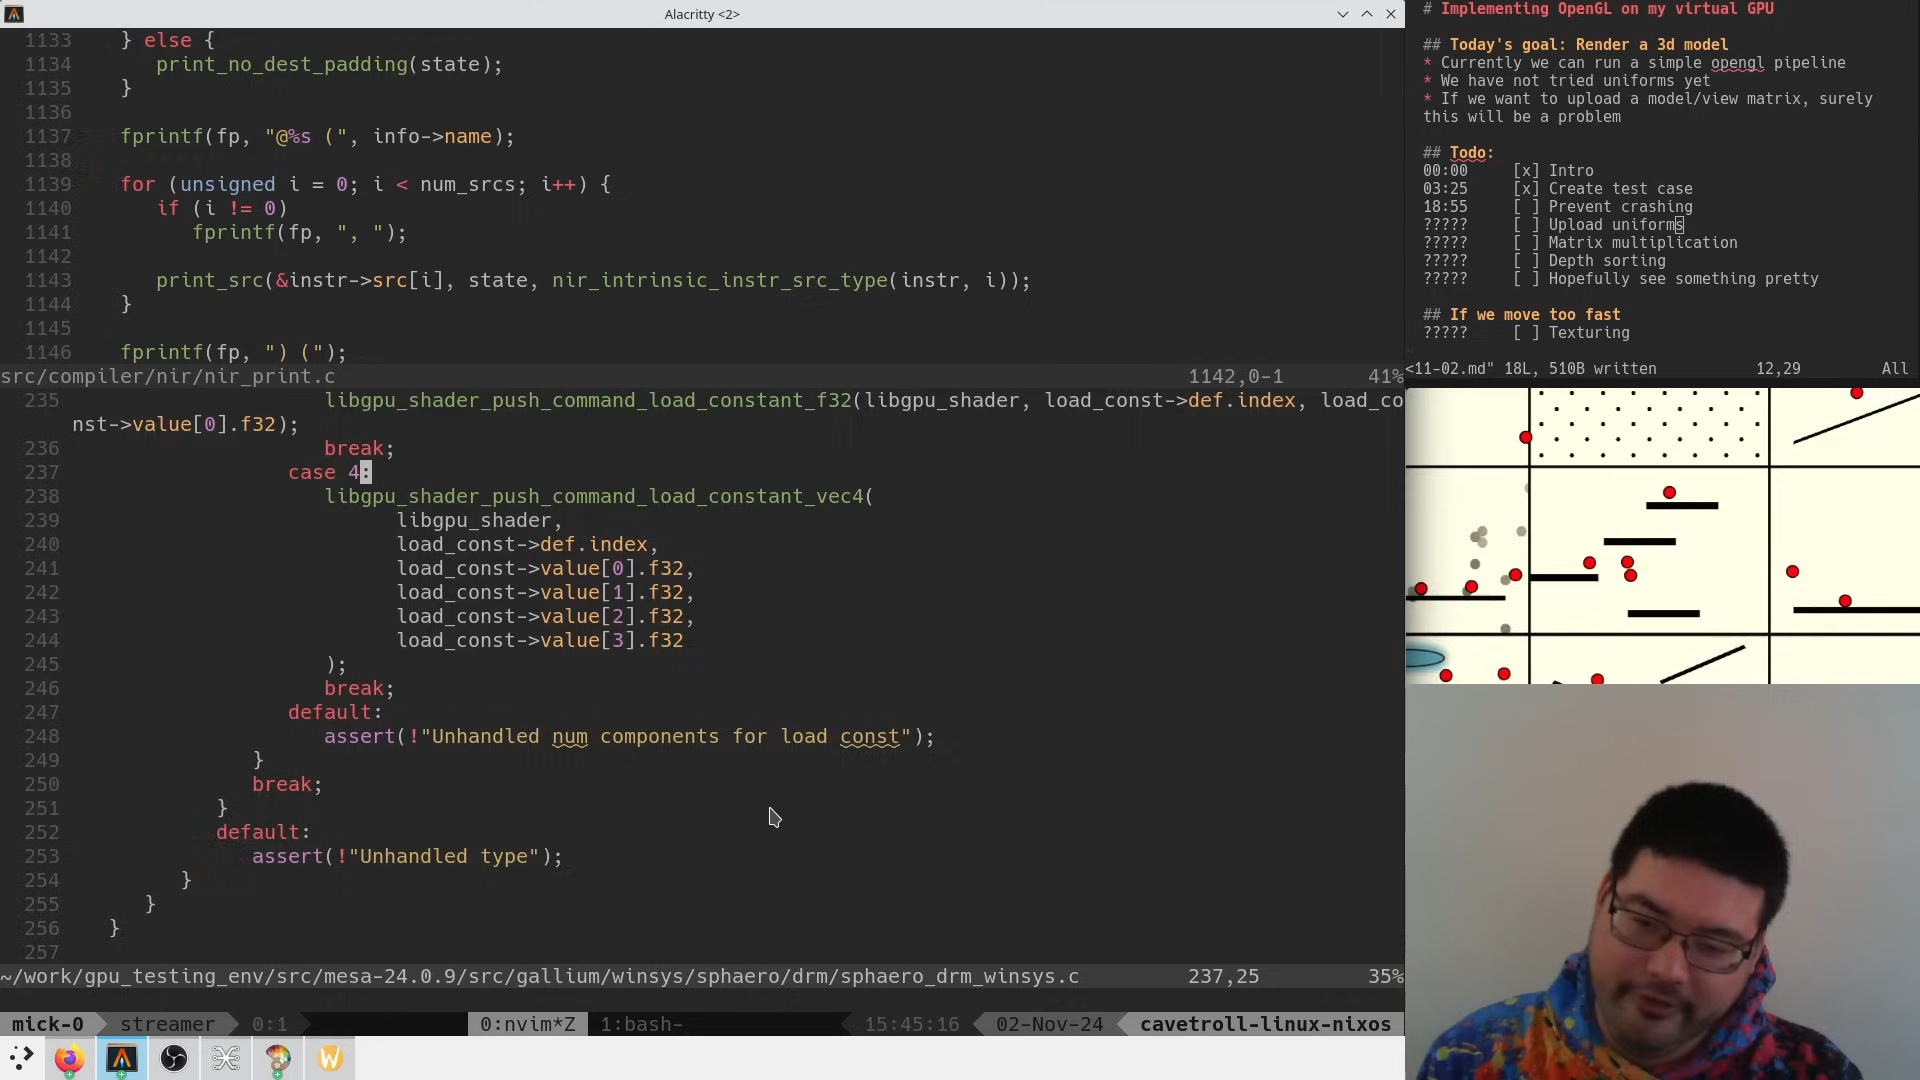 Alacritty <2>
1133 } else {
1134 print_no_dest_padding(state);
1135 }
1136
1137 fprintf(fp, "@%s (", info->name);
1138
1139 for (unsigned i = 0; i < num_srcs; i++) {
1140 if (i != 0)
1141 fprintf(fp, ", ");
1142
1143 print_src(&instr->src[i], state, nir_intrinsic_instr_src_type(instr, i));
1144 }
1145
1146 fprintf(fp, ") (");
src/compiler/nir/nir_print.c 1142,0-1 41%
235 libgpu_shader_push_command_load_constant_f32(libgpu_shader, load_const->def.index, load_co
nst->value[0].f32);
236 break;
237 case 4:
238 libgpu_shader_push_command_load_constant_vec4(
239 libgpu_shader,
240 load_const->def.index,
241 load_const->value[0].f32,
242 load_const->value[1].f32,
243 load_const->value[2].f32,
244 load_const->value[3].f32
245 );
246 break;
247 default:
248 assert(!"Unhandled num components for load const");
249 }
250 break;
251 }
252 default:
253 assert(!"Unhandled type");
254 }
255 }
256 }
257
~/work/gpu_testing_env/src/mesa-24.0.9/src/gallium/winsys/sphaero/drm/sphaero_drm_winsys.c 237,25 35%
mick-0 streamer 0:1 0:nvim*Z 1:bash- 15:45:16 02-Nov-24 cavetroll-linux-nixos
# Implementing OpenGL on my virtual GPU
## Today's goal: Render a 3d model
* Currently we can run a simple opengl pipeline
* We have not tried uniforms yet
* If we want to upload a model/view matrix, surely
this will be a problem
## Todo:
00:00 [x] Intro
03:25 [x] Create test case
18:55 [ ] Prevent crashing
????? [ ] Upload uniforms
????? [ ] Matrix multiplication
????? [ ] Depth sorting
????? [ ] Hopefully see something pretty
## If we move too fast
????? [ ] Texturing
<11-02.md" 18L, 510B written 12,29 All